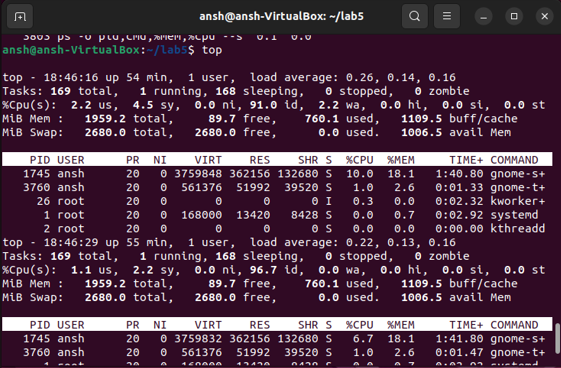 ansh@ansh-VirtualBox: ~/lab5
3803 ps -o pid,cmd,%mem,%cpu --s 0.1 0.0
ansh@ansh-VirtualBox:~/lab5$ top
top - 18:46:16 up 54 min,  1 user,  load average: 0.26, 0.14, 0.16
Tasks: 169 total,   1 running, 168 sleeping,   0 stopped,   0 zombie
%Cpu(s):  2.2 us,  4.5 sy,  0.0 ni, 91.0 id,  2.2 wa,  0.0 hi,  0.0 si,  0.0 st
MiB Mem :   1959.2 total,     89.7 free,    760.1 used,   1109.5 buff/cache
MiB Swap:   2680.0 total,   2680.0 free,      0.0 used.   1006.5 avail Mem
PID USER      PR  NI    VIRT    RES    SHR S  %CPU  %MEM     TIME+ COMMAND
1745 ansh      20   0 3759848 362156 132680 S  10.0  18.1   1:40.80 gnome-s+
3760 ansh      20   0  561376  51992  39520 S   1.0   2.6   0:01.33 gnome-t+
26 root      20   0       0      0      0 I   0.3   0.0   0:02.32 kworker+
1 root      20   0  168000  13420   8428 S   0.0   0.7   0:02.92 systemd
2 root      20   0       0      0      0 S   0.0   0.0   0:00.00 kthreadd
top - 18:46:29 up 55 min,  1 user,  load average: 0.22, 0.13, 0.16
Tasks: 169 total,   1 running, 168 sleeping,   0 stopped,   0 zombie
%Cpu(s):  1.1 us,  2.2 sy,  0.0 ni, 96.7 id,  0.0 wa,  0.0 hi,  0.0 si,  0.0 st
MiB Mem :   1959.2 total,     89.7 free,    760.1 used,   1109.5 buff/cache
MiB Swap:   2680.0 total,   2680.0 free,      0.0 used.   1006.5 avail Mem
PID USER      PR  NI    VIRT    RES    SHR S  %CPU  %MEM     TIME+ COMMAND
1745 ansh      20   0 3759832 362156 132680 S   6.7  18.1   1:41.80 gnome-s+
3760 ansh      20   0  561376  51992  39520 S   1.0   2.6   0:01.47 gnome-t+
1 root      20   0  168000  13420   8428 S   0.0   0.7   0:02.92 systemd